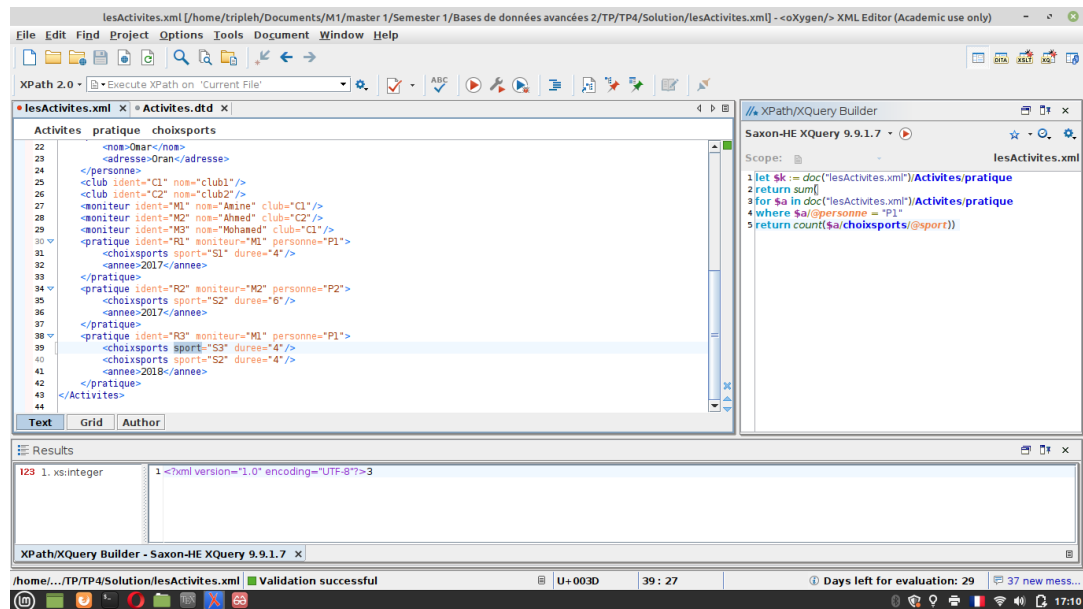 lesActivites.xml [/home/tripleh/Documents/M1/master 1/Semester 1/Bases de données avancées 2/TP/TP4/Solution/lesActivites.xml] - <oXygen/> XML Editor (Academic use only)
File Edit Find Project Options Tools Document Window Help
XPath 2.0 Execute XPath on 'Current File'
lesActivites.xml Activites.dtd
Activites pratique choixsports
22 <nom>Omar</nom>
23 <adresse>Oran</adresse>
24 </personne>
25 <club ident="C1" nom="club1"/>
26 <club ident="C2" nom="club2"/>
27 <moniteur ident="M1" nom="Amine" club="C1"/>
28 <moniteur ident="M2" nom="Ahmed" club="C2"/>
29 <moniteur ident="M3" nom="Mohamed" club="C1"/>
30 <pratique ident="R1" moniteur="M1" personne="P1">
31 <choixsports sport="S1" duree="4"/>
32 <annee>2017</annee>
33 </pratique>
34 <pratique ident="R2" moniteur="M2" personne="P2">
35 <choixsports sport="S2" duree="6"/>
36 <annee>2017</annee>
37 </pratique>
38 <pratique ident="R3" moniteur="M1" personne="P1">
39 <choixsports sport="S3" duree="4"/>
40 <choixsports sport="S2" duree="4"/>
41 <annee>2018</annee>
42 </pratique>
43 </Activites>
44
Text Grid Author
XPath/XQuery Builder
Saxon-HE XQuery 9.9.1.7
Scope: lesActivites.xml
1 let $k := doc("lesActivites.xml")/Activites/pratique
2 return sum(
3 for $a in doc("lesActivites.xml")/Activites/pratique
4 where $a/@personne = "P1"
5 return count($a/choixsports/@sport))
Results
123 1. xs:integer
1 <?xml version="1.0" encoding="UTF-8"?>3
XPath/XQuery Builder - Saxon-HE XQuery 9.9.1.7
/home/.../TP/TP4/Solution/lesActivites.xml Validation successful U+003D 39 : 27 Days left for evaluation: 29 37 new mess...
17:10